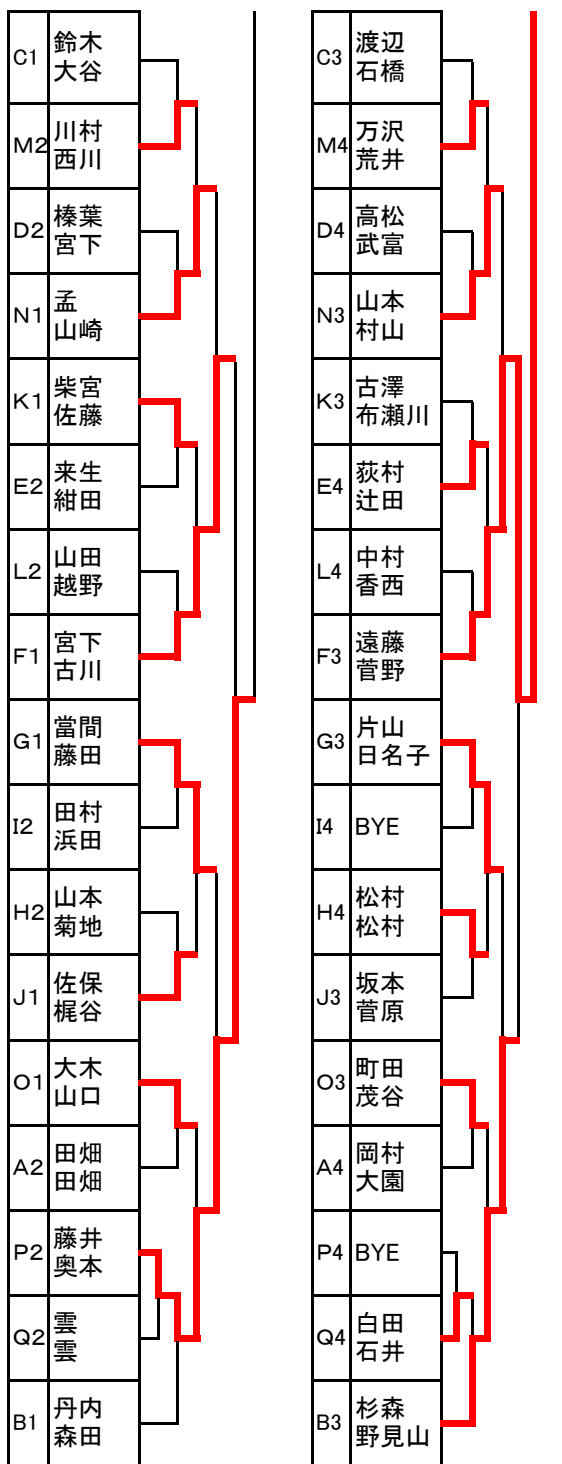 C1
鈴木
大谷
M2
川村
西川
D2
榛葉
宮下
N1
孟
山崎
K1
柴宮
佐藤
E2
来生
紺田
L2
山田
越野
F1
宮下
古川
G1
當間
藤田
I2
田村
浜田
H2
山本
菊地
J1
佐保
梶谷
O1
大木
山口
A2
田畑
田畑
P2
藤井
奥本
Q2
雲
雲
B1
丹内
森田
C3
渡辺
石橋
M4
万沢
荒井
D4
高松
武富
N3
山本
村山
K3
古澤
布瀬川
E4
荻村
辻田
L4
中村
香西
F3
遠藤
菅野
G3
片山
日名子
I4
BYE
H4
松村
松村
J3
坂本
菅原
O3
町田
茂谷
A4
岡村
大園
P4
BYE
Q4
白田
石井
B3
杉森
野見山